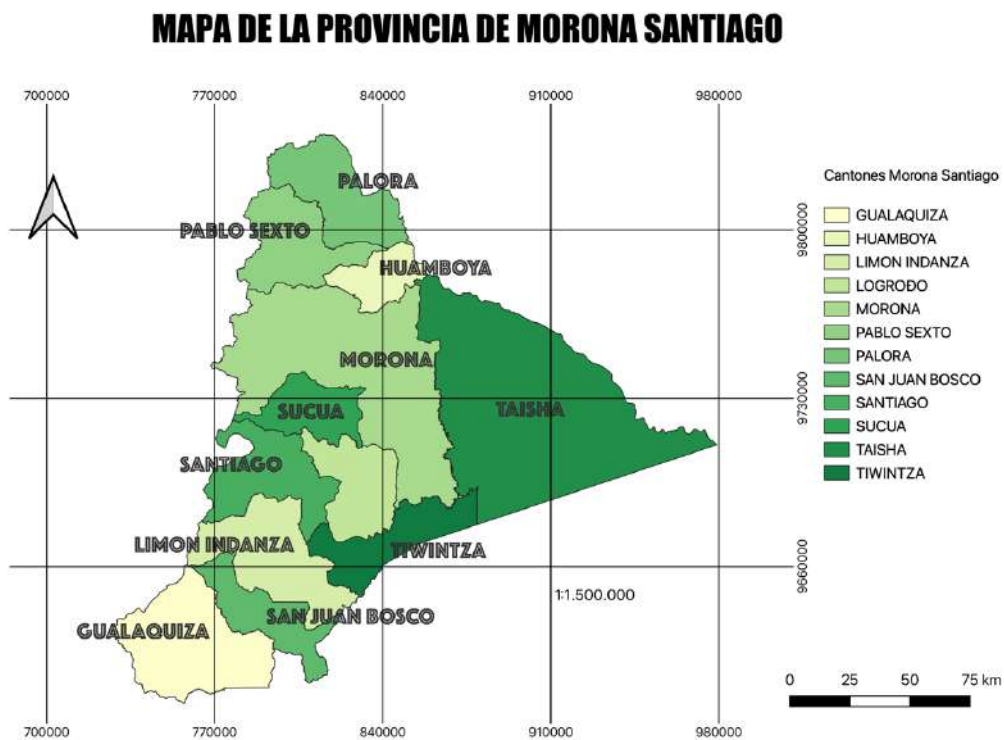 MAPA DE LA PROVINCIA DE MORONA SANTIAGO
700000 770000 840000 910000 980000
PALORA
Cantones Morona Santiago
GUALAQUIZA
HUAMBOYA
LIMON INDANZA
LOGROÐO
MORONA
PABLO SEXTO
PALORA
SAN JUAN BOSCO
SANTIAGO
SUCUA
TAISHA
TIWINTZA
PABLO SEXTO
9800000
HUAMBOYA
MORONA
9730000
SUCUA
TAISHA
SANTIAGO
LIMON INDANZA
TIWINTZA
9660000
1:1.500.000
SAN JUAN BOSCO
GUALAQUIZA
0 25 50 75 km
700000 770000 840000 910000 980000